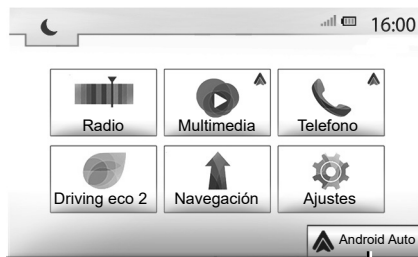 16:00
Radio
Multimedia
Telefono
Driving eco 2
Navegación
Ajustes
Android Auto